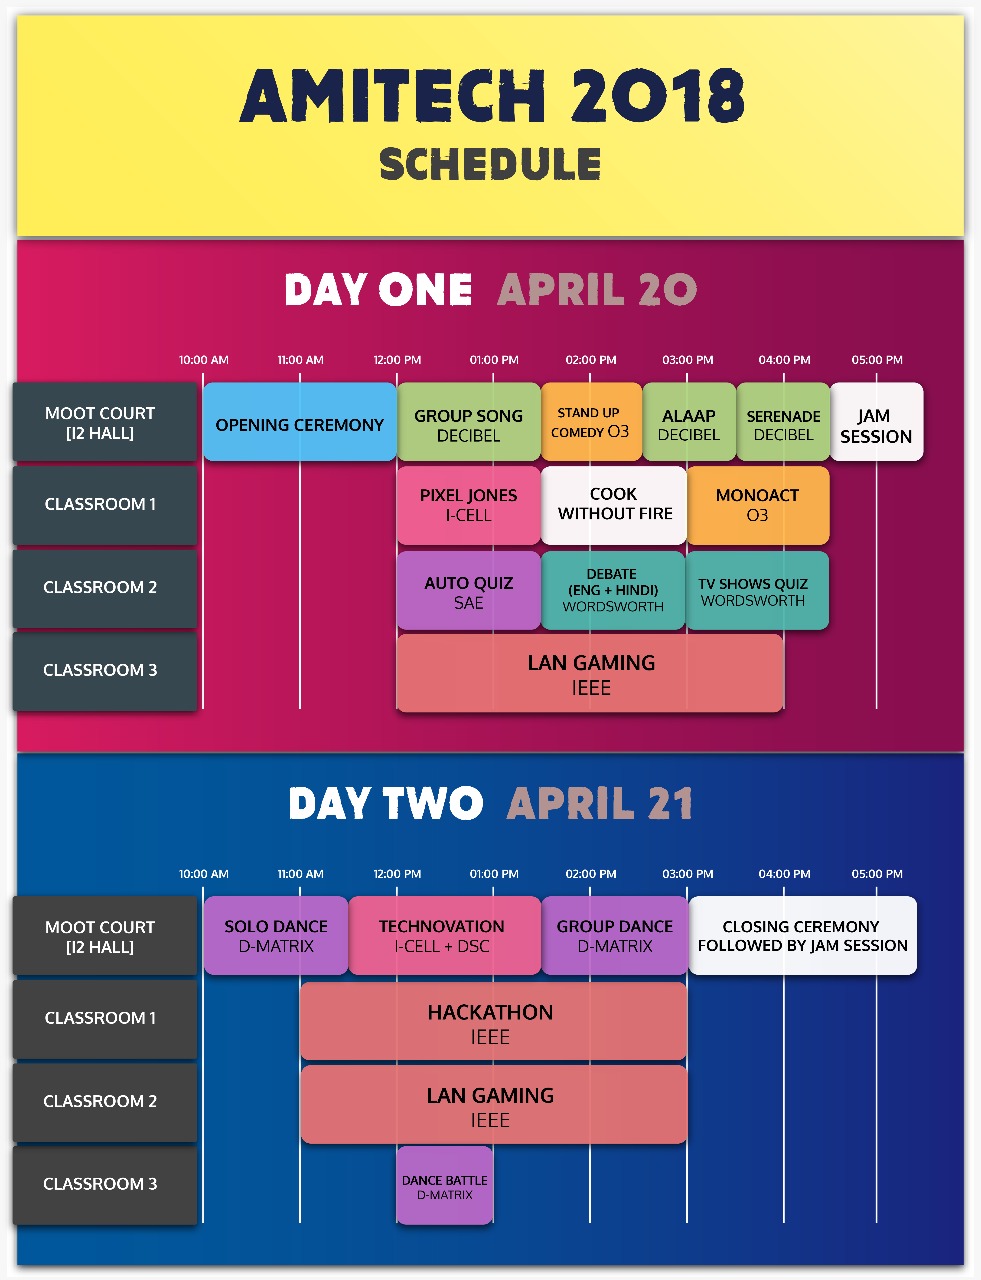 AMITECH 2018
SCHEDULE
DAY ONE APRIL 20
10:00 AM 11:00 AM 12:00 PM 01:00 PM 02:00 PM 03:00 PM 04:00 PM 05:00 PM
MOOT COURT
[I2 HALL]
OPENING CEREMONY
GROUP SONG
DECIBEL
STAND UP
COMEDY O3
ALAAP
DECIBEL
SERENADE
DECIBEL
JAM
SESSION
CLASSROOM 1
PIXEL JONES
I-CELL
COOK
WITHOUT FIRE
MONOACT
O3
CLASSROOM 2
AUTO QUIZ
SAE
DEBATE
(ENG + HINDI)
WORDSWORTH
TV SHOWS QUIZ
WORDSWORTH
CLASSROOM 3
LAN GAMING
IEEE
DAY TWO APRIL 21
10:00 AM 11:00 AM 12:00 PM 01:00 PM 02:00 PM 03:00 PM 04:00 PM 05:00 PM
MOOT COURT
[I2 HALL]
SOLO DANCE
D-MATRIX
TECHNOVATION
I-CELL + DSC
GROUP DANCE
D-MATRIX
CLOSING CEREMONY
FOLLOWED BY JAM SESSION
CLASSROOM 1
HACKATHON
IEEE
CLASSROOM 2
LAN GAMING
IEEE
CLASSROOM 3
DANCE BATTLE
D-MATRIX